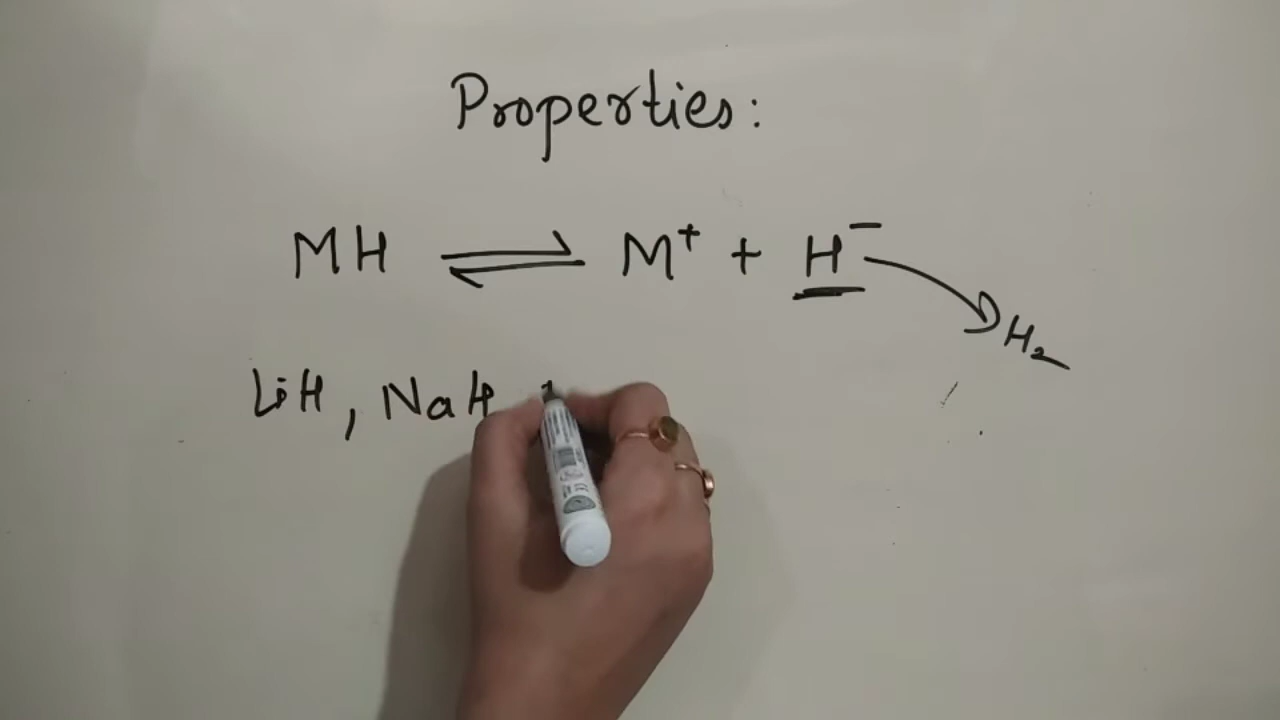 Properties:
MH ⇌ M⁺ + H⁻
H₂
LiH, NaH